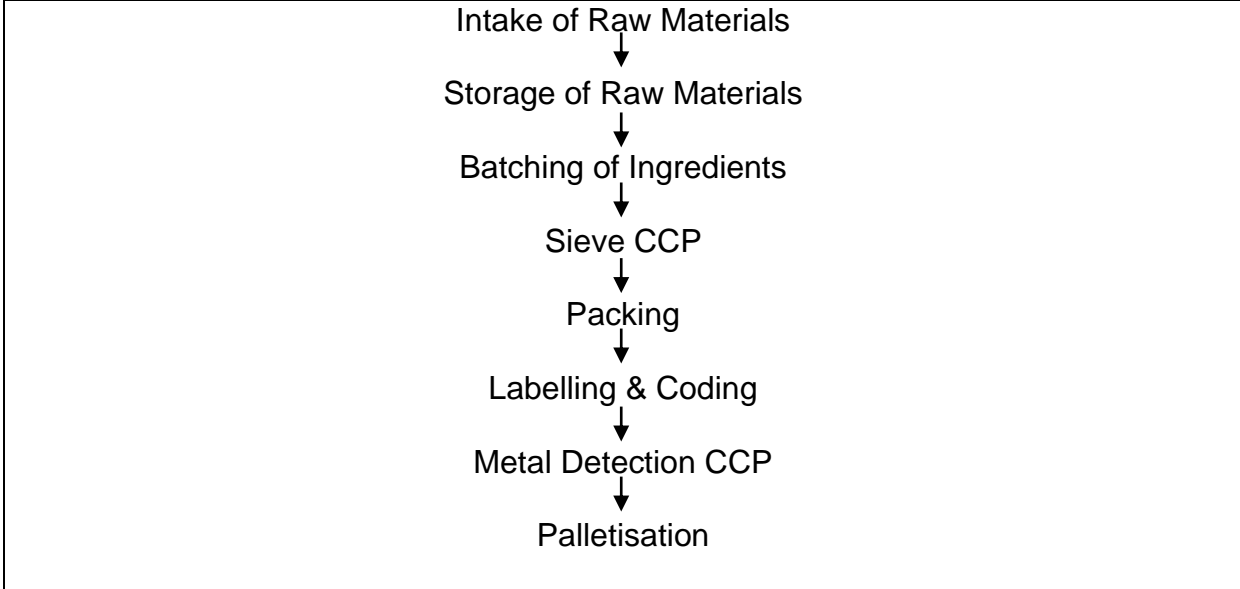 Intake of Raw Materials
Storage of Raw Materials
Batching of Ingredients
Sieve CCP
Packing
Labelling & Coding
Metal Detection CCP
Palletisation